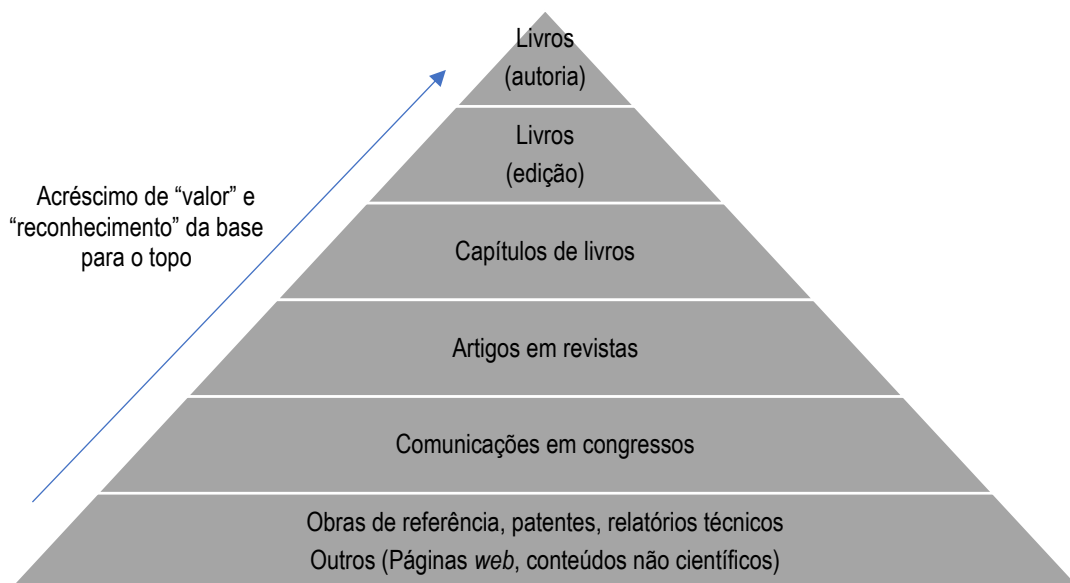 Livros
(autoria)
Livros
(edição)
Acréscimo de “valor” e
“reconhecimento” da base
para o topo
Capítulos de livros
Artigos em revistas
Comunicações em congressos
Obras de referência, patentes, relatórios técnicos
Outros (Páginas web, conteúdos não científicos)